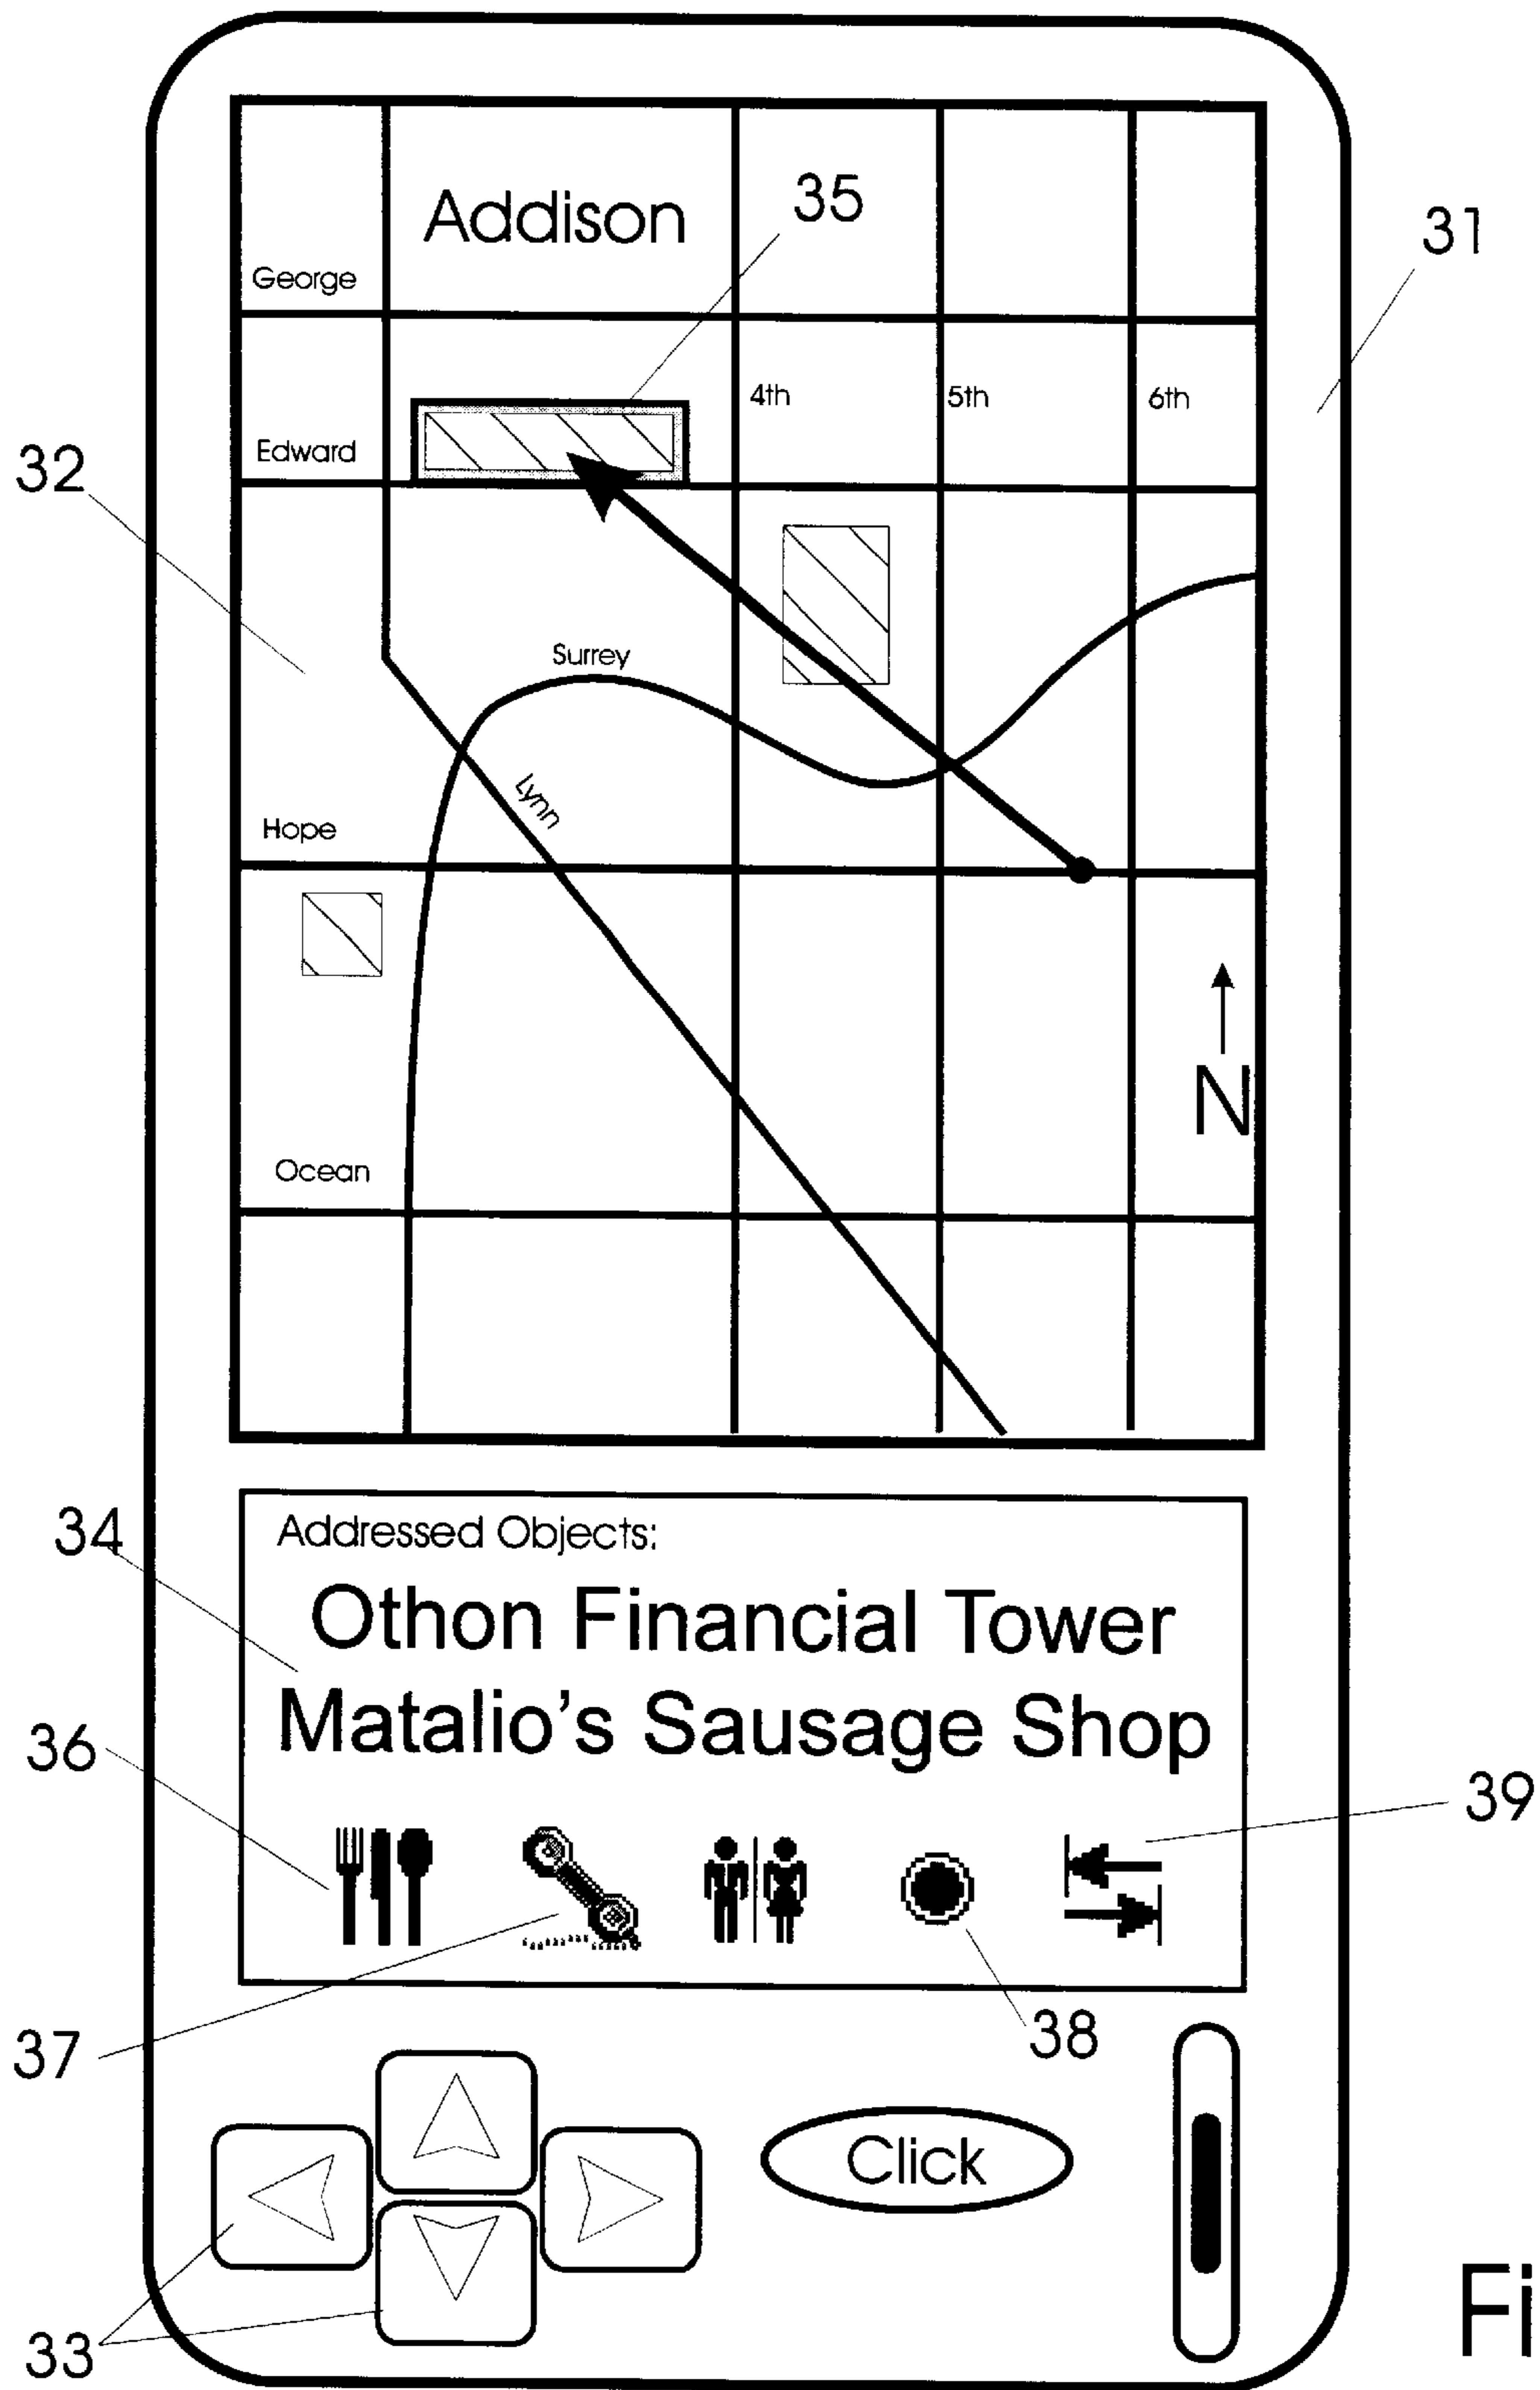 Addison
35
31
George
4th
5th
6th
Edward
32
Surrey
Lynn
Hope
N
Ocean
34
Addressed Objects:
Othon Financial Tower
Matalio's Sausage Shop
36
39
37
38
Click
33
Fi